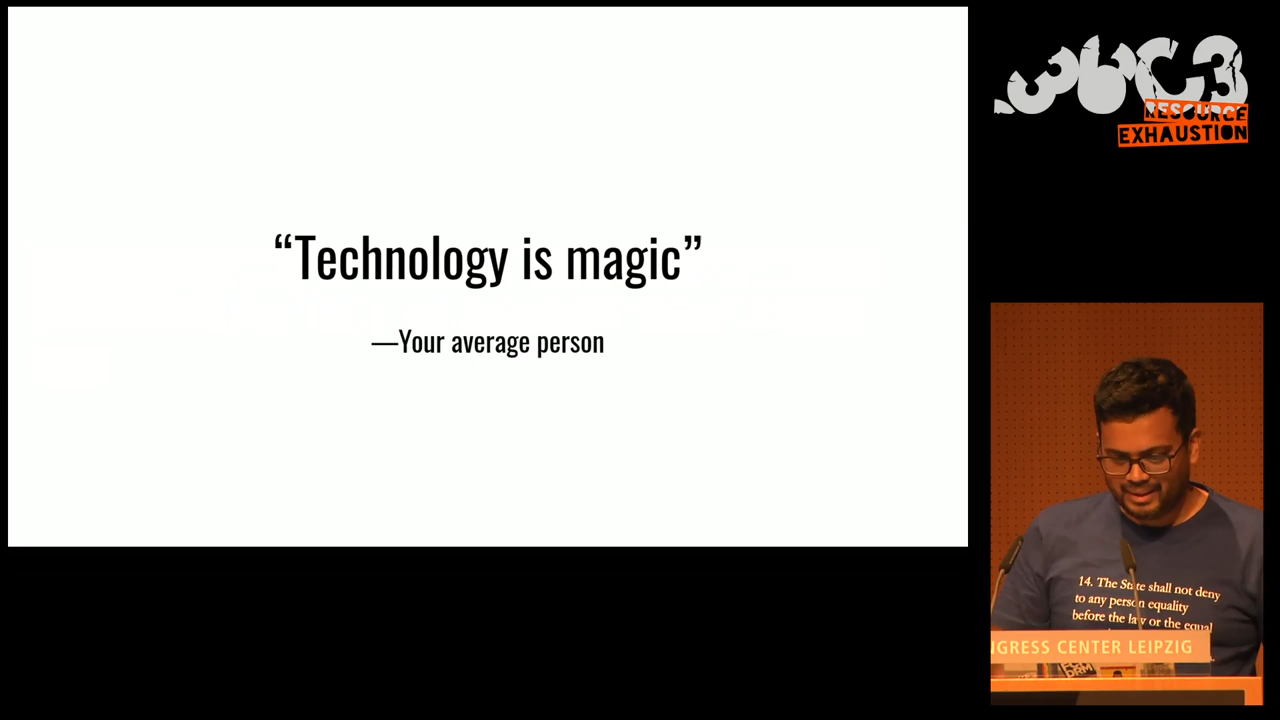 “Technology is magic”
—Your average person
36C3
RESOURCE
EXHAUSTION
14. The State shall not deny
to any person equality
before the law or the equal
NGRESS CENTER LEIPZIG